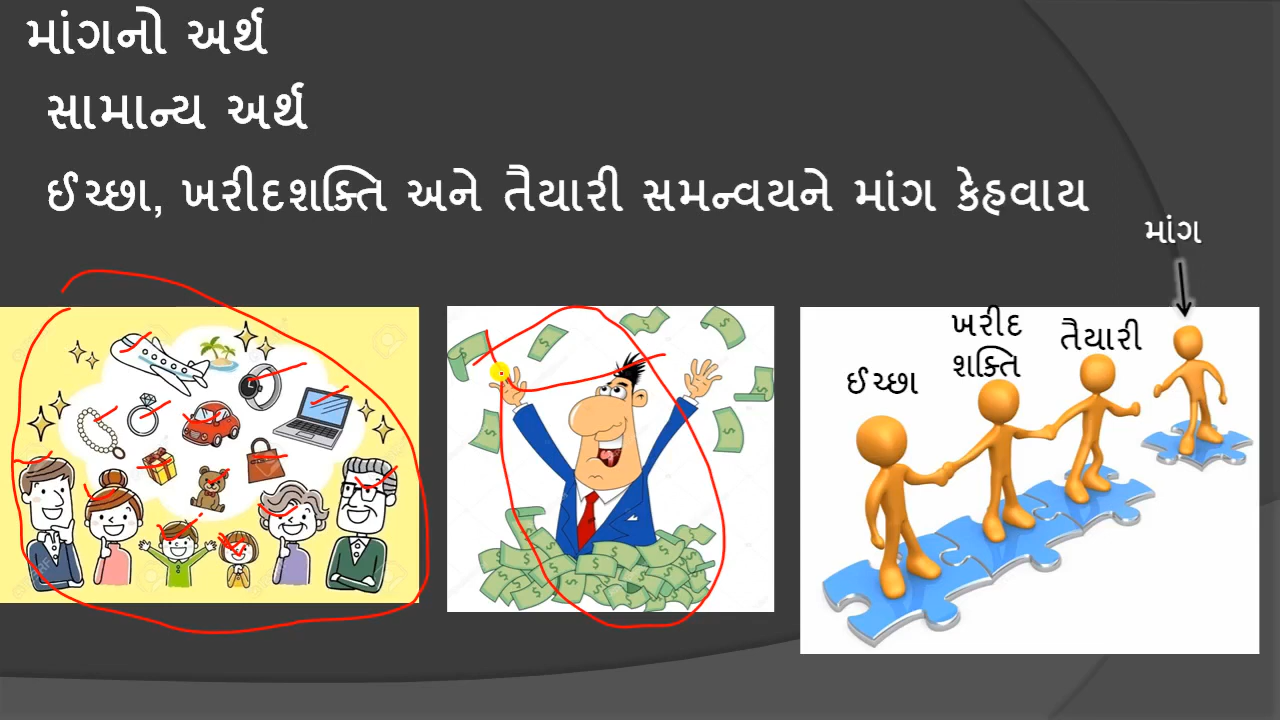 માંગનો અર્થ
સામાન્ય અર્થ
ઈચ્છા, ખરીદશક્તિ અને તૈયારી સમન્વયને માંગ કેહવાય
માંગ
ખરીદ
શક્તિ
તૈયારી
ઈચ્છા